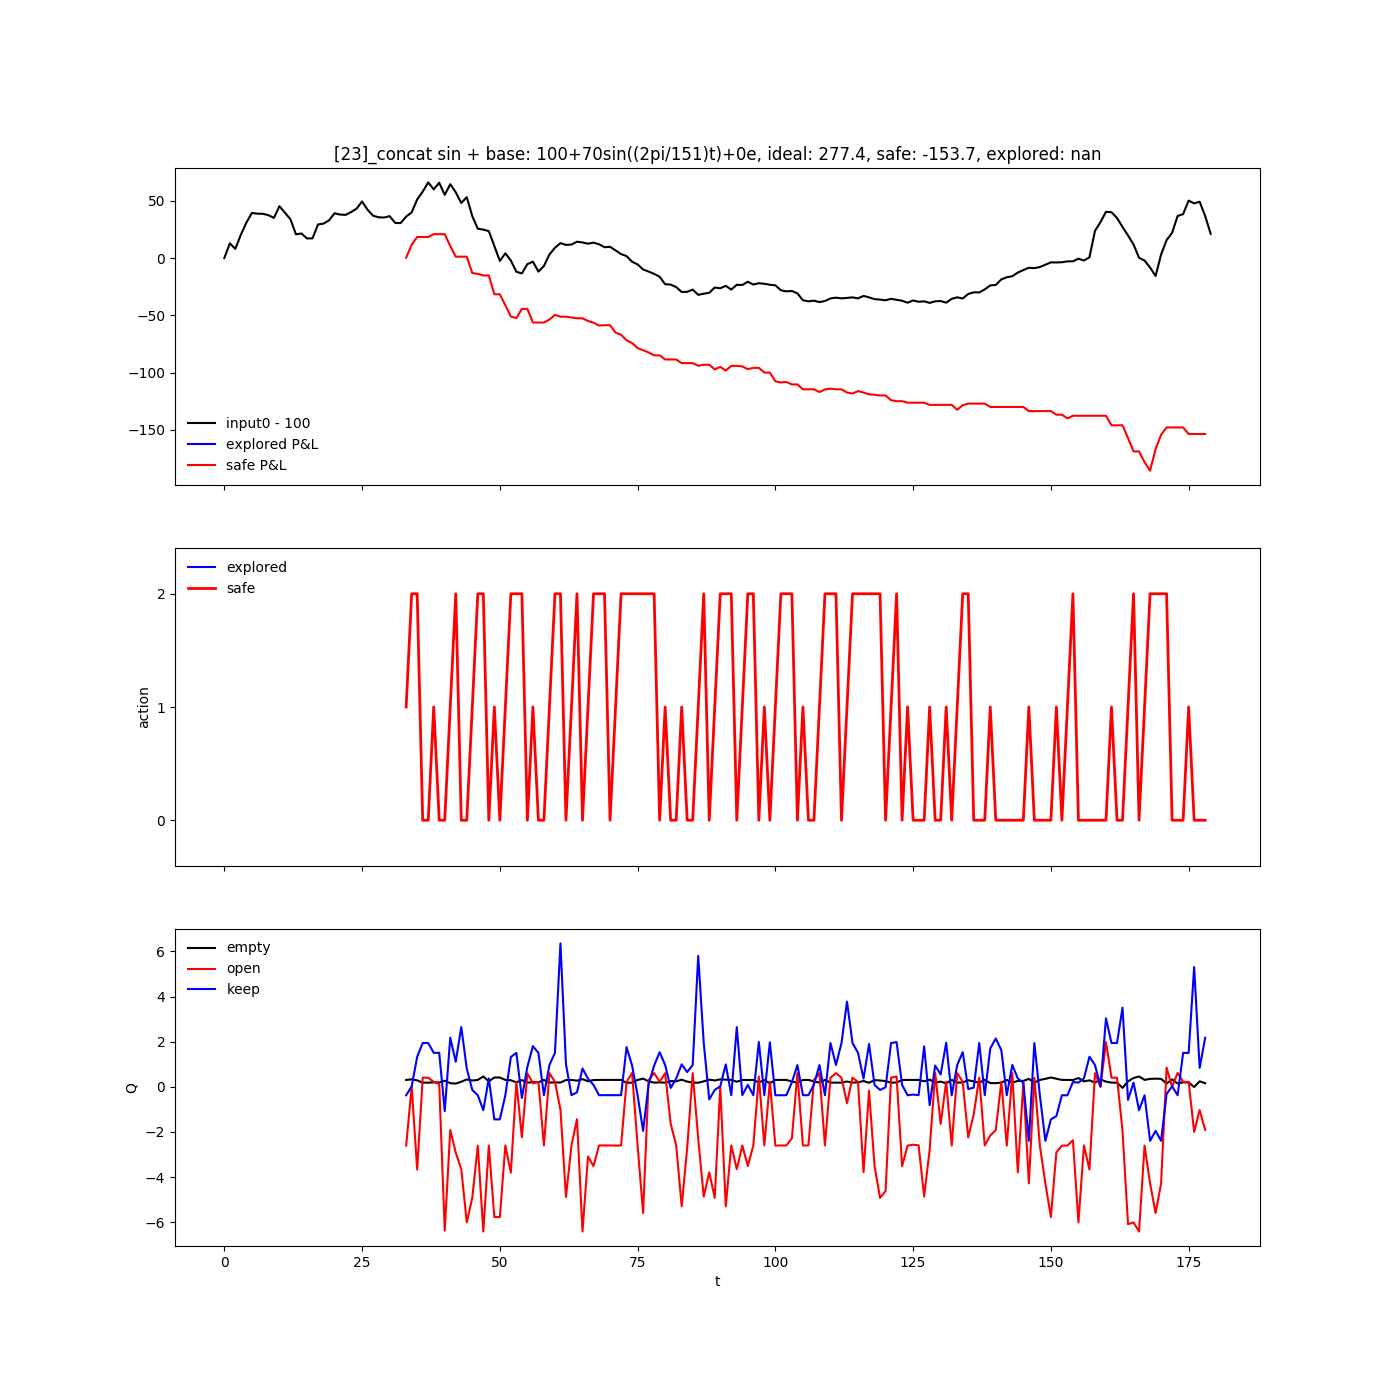 [23]_concat sin + base: 100+70sin((2pi/151)t)+0e, ideal: 277.4, safe: -153.7, explored: nan
50
0
−50
−100
−150
input0 - 100
explored P&L
safe P&L
explored
safe
2
1
0
action
empty
open
keep
6
4
2
0
−2
−4
−6
Q
0 25 50 75 100 125 150 175
t